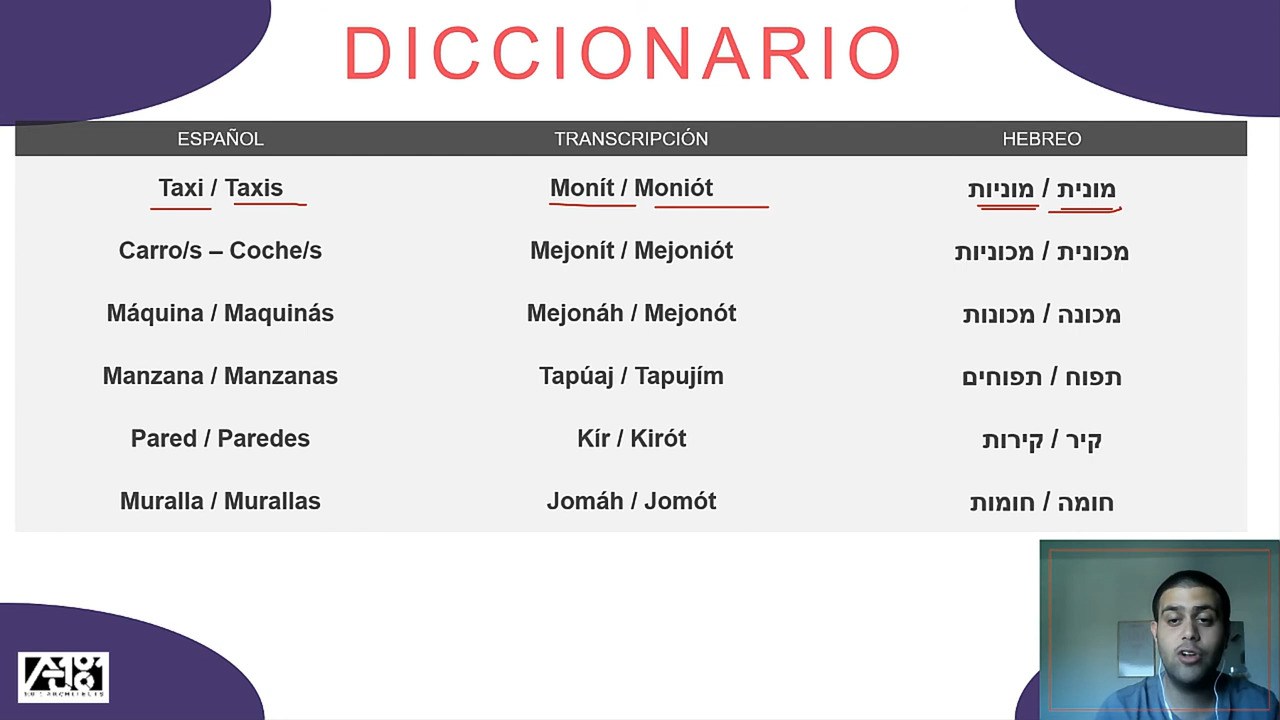 DICCIONARIO
ESPAÑOL TRANSCRIPCIÓN HEBREO
Taxi / Taxis Monít / Moniót מונית / מוניות
Carro/s – Coche/s Mejonít / Mejoniót מכונית / מכוניות
Máquina / Maquinás Mejonáh / Mejonót מכונה / מכונות
Manzana / Manzanas Tapúaj / Tapujím תפוח / תפוחים
Pared / Paredes Kír / Kirót קיר / קירות
Muralla / Murallas Jomáh / Jomót חומה / חומות